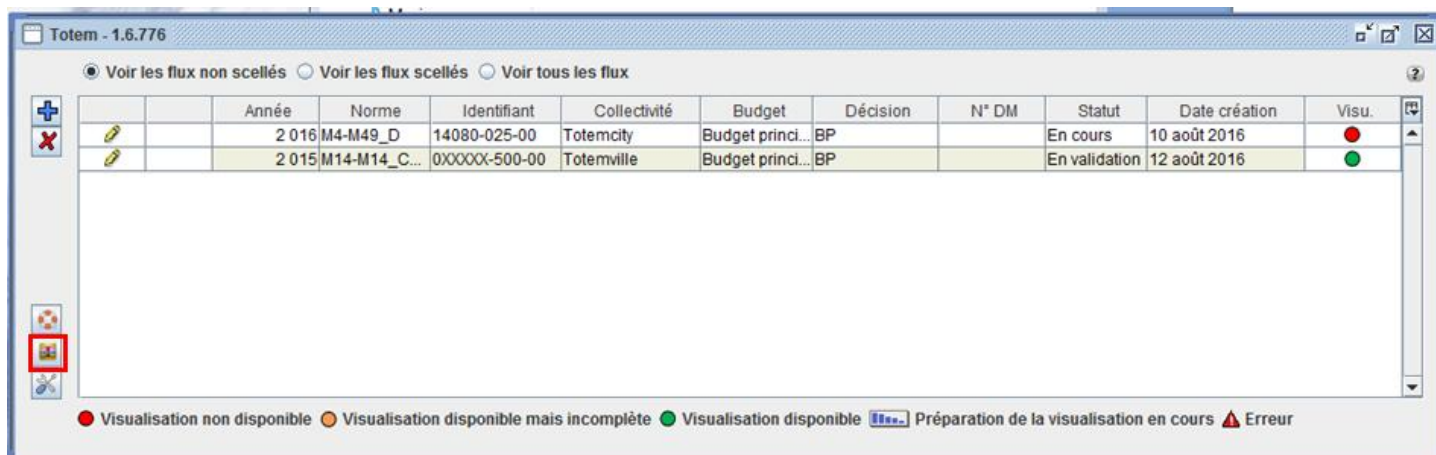 Totem - 1.6.776
Voir les flux non scellés Voir les flux scellés Voir tous les flux
Année Norme Identifiant Collectivité Budget Décision N° DM Statut Date création Visu.
2 016 M4-M49_D 14080-025-00 Totemcity Budget princi... BP En cours 10 août 2016
2 015 M14-M14_C... 0XXXXX-500-00 Totemville Budget princi... BP En validation 12 août 2016
Visualisation non disponible Visualisation disponible mais incomplète Visualisation disponible Préparation de la visualisation en cours Erreur